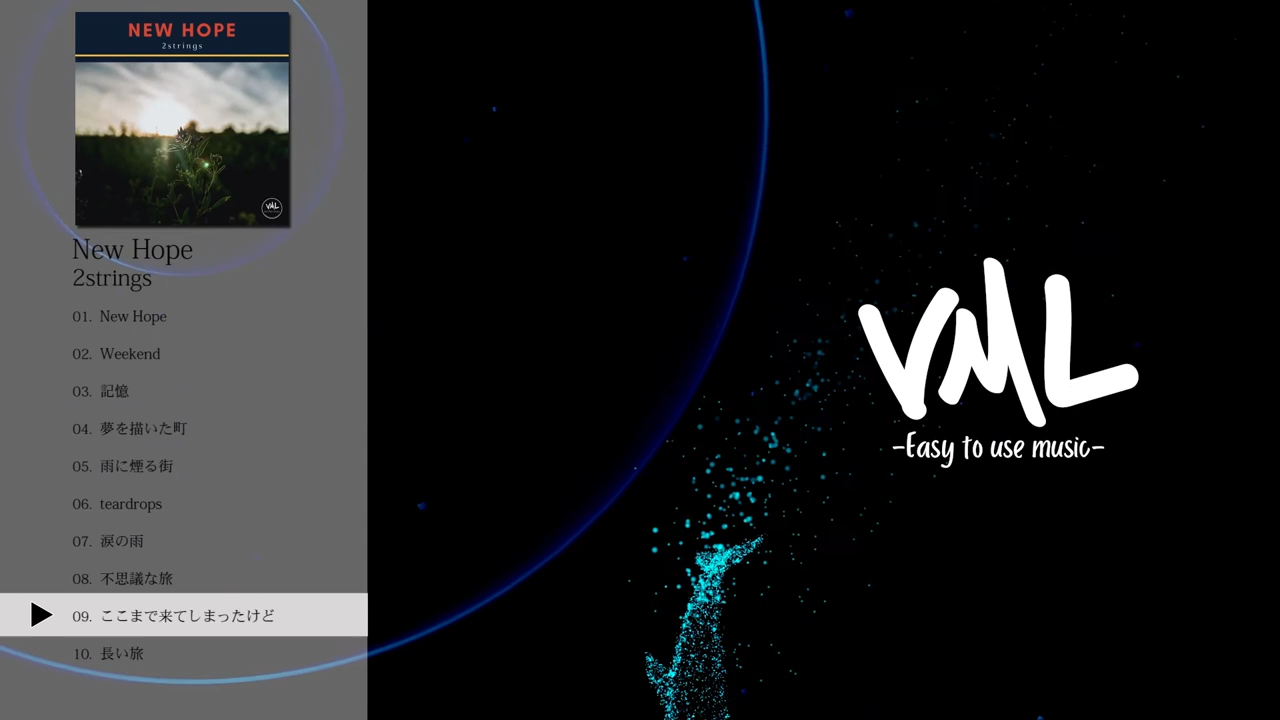 NEW HOPE
2strings
VML
New Hope
2strings
01. New Hope
02. Weekend
03. 記憶
04. 夢を描いた町
05. 雨に煙る街
06. teardrops
07. 涙の雨
08. 不思議な旅
09. ここまで来てしまったけど
10. 長い旅
VML
-Easy to use music-